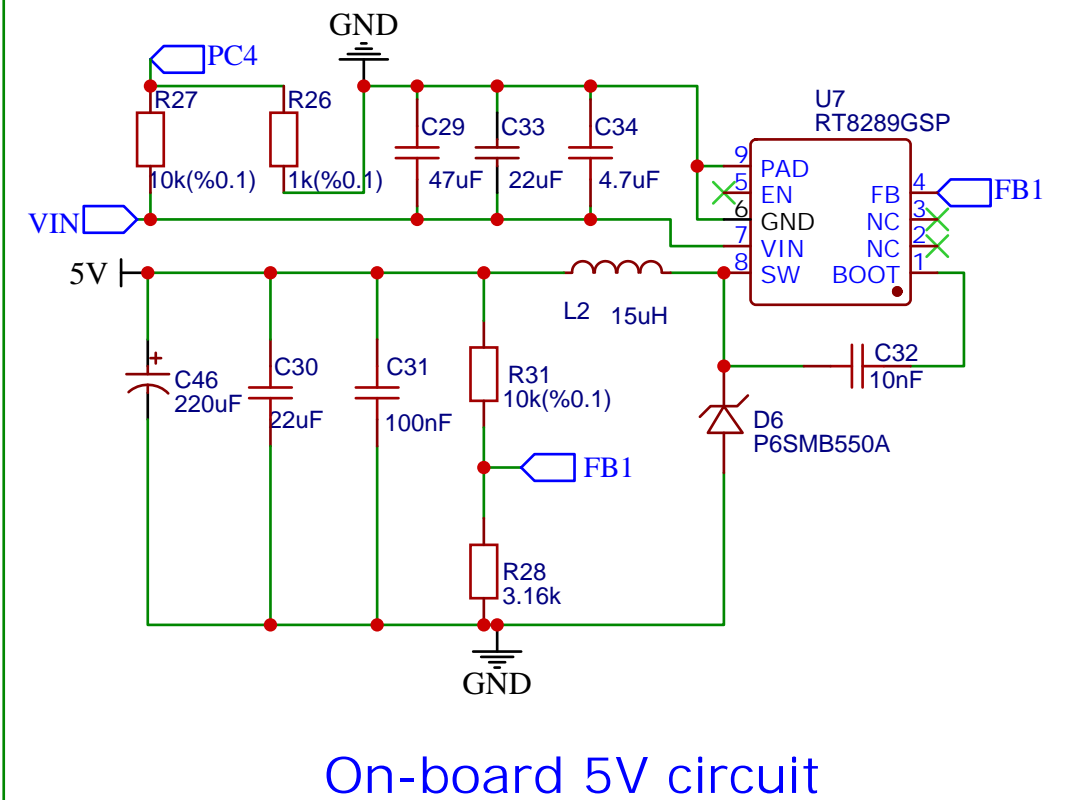 GND
PC4
R27
R26
10k(%0.1)
1k(%0.1)
C29
47uF
C33
22uF
C34
4.7uF
VIN
U7
RT8289GSP
9
PAD
5
EN
6
GND
7
VIN
8
SW
FB
4
FB1
NC
3
NC
2
BOOT
1
5V
L2
15uH
C46
220uF
+
C30
22uF
C31
100nF
R31
10k(%0.1)
FB1
R28
3.16k
C32
10nF
D6
P6SMB550A
GND
On-board 5V circuit